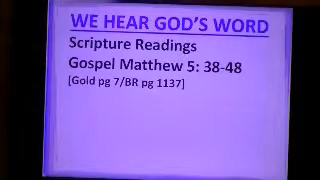 WE HEAR GOD'S WORD
Scripture Readings
Gospel Matthew 5: 38-48
[Gold pg 7/BR pg 1137]